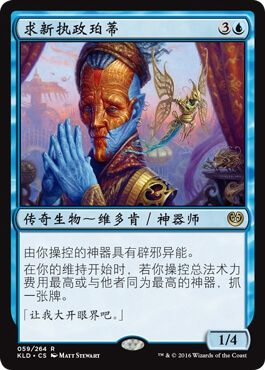 求新执政珀蒂
3
传奇生物～维多肯 / 神器师
由你操控的神器具有辟邪异能。
在你的维持开始时，若你操控总法术力
费用最高或与他者同为最高的神器，抓
一张牌。
「让我大开眼界吧。」
1/4
059/264 R
KLD • CS MATT STEWART
™ & © 2016 Wizards of the Coast